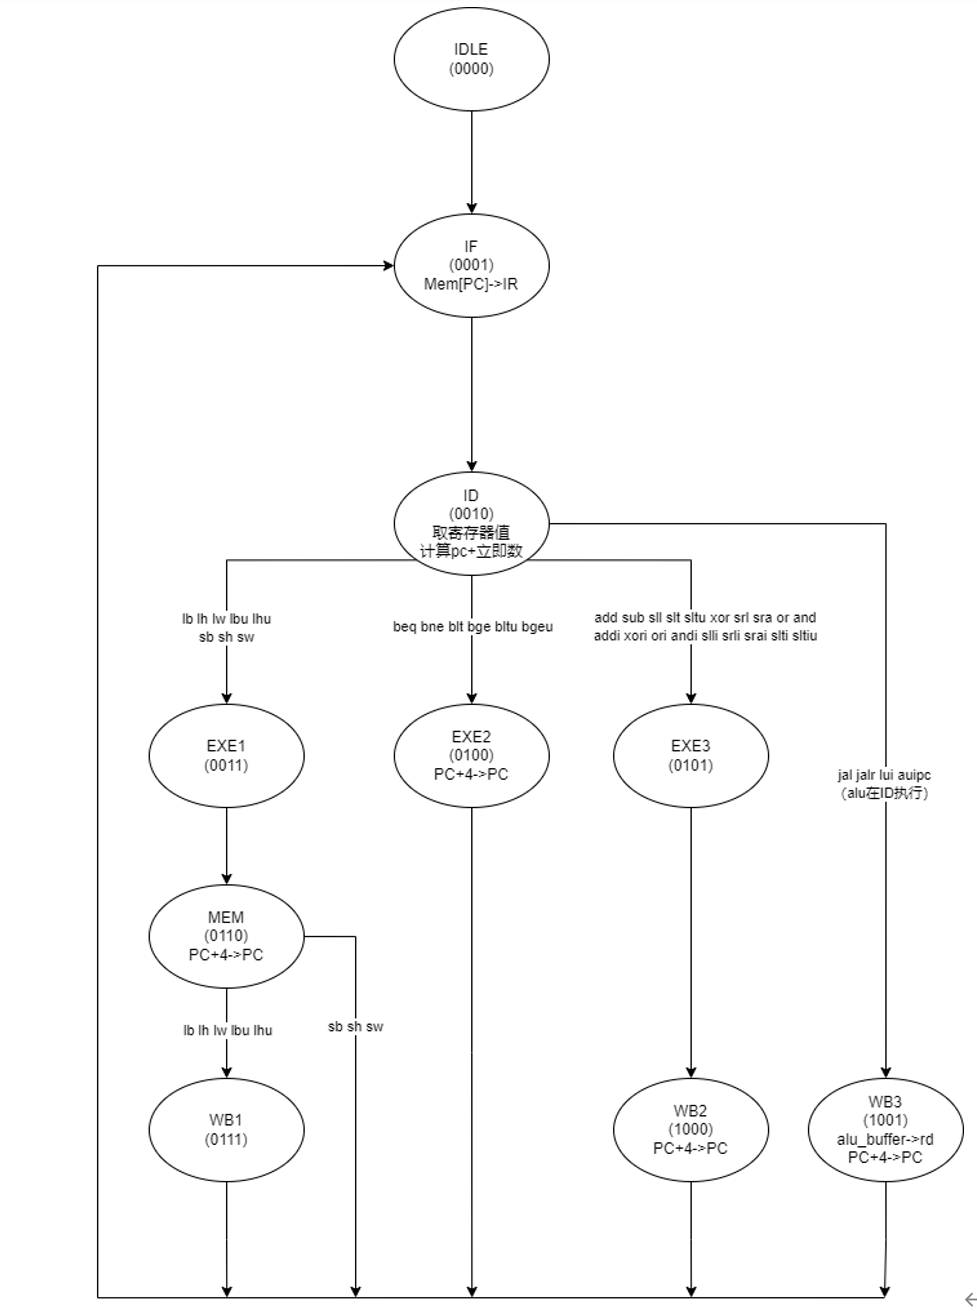 IDLE
(0000)
IF
(0001)
Mem[PC]->IR
ID
(0010)
取寄存器值
计算pc+立即数
lb lh lw lbu lhu
sb sh sw
beq bne blt bge bltu bgeu
add sub sll slt sltu xor srl sra or and
addi xori ori andi slli srli srai slti sltiu
EXE1
(0011)
EXE2
(0100)
PC+4->PC
EXE3
(0101)
jal jalr lui auipc
（alu在ID执行）
MEM
(0110)
PC+4->PC
lb lh lw lbu lhu
sb sh sw
WB1
(0111)
WB2
(1000)
PC+4->PC
WB3
(1001)
alu_buffer->rd
PC+4->PC